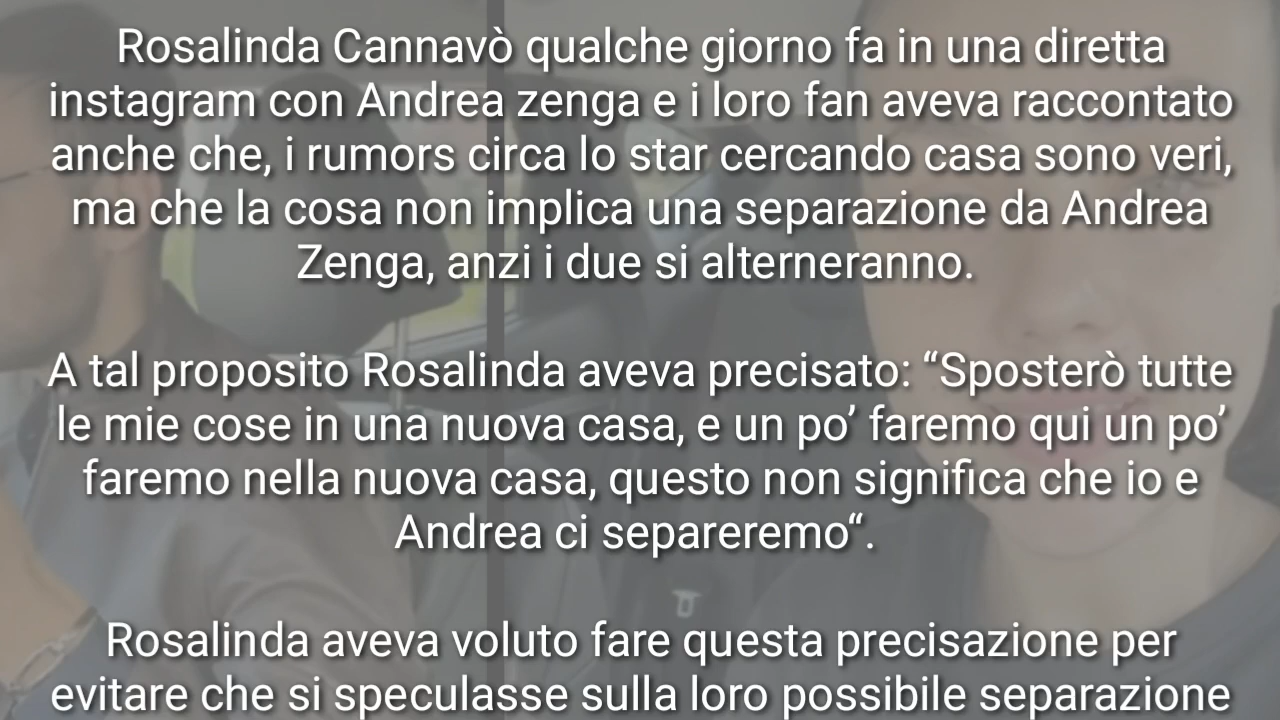 Rosalinda Cannavò qualche giorno fa in una diretta
instagram con Andrea zenga e i loro fan aveva raccontato
anche che, i rumors circa lo star cercando casa sono veri,
ma che la cosa non implica una separazione da Andrea
Zenga, anzi i due si alterneranno.
A tal proposito Rosalinda aveva precisato: “Sposterò tutte
le mie cose in una nuova casa, e un po’ faremo qui un po’
faremo nella nuova casa, questo non significa che io e
Andrea ci separeremo“.
Rosalinda aveva voluto fare questa precisazione per
evitare che si speculasse sulla loro possibile separazione